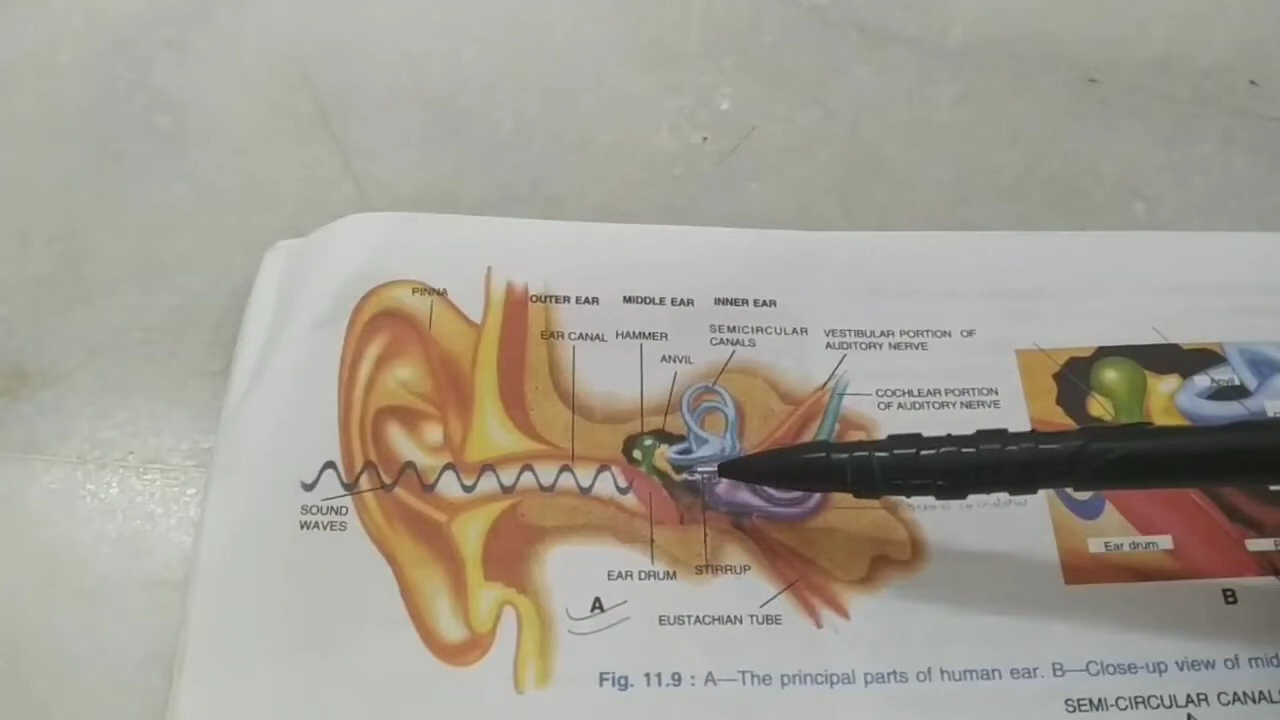 PINNA
OUTER EAR MIDDLE EAR INNER EAR
EAR CANAL HAMMER
SEMICIRCULAR
CANALS
VESTIBULAR PORTION OF
AUDITORY NERVE
ANVIL
COCHLEAR PORTION
OF AUDITORY NERVE
Anvil
SOUND
WAVES
Ear drum
EAR DRUM
STIRRUP
A
EUSTACHIAN TUBE
B
Fig. 11.9 : A—The principal parts of human ear. B—Close-up view of mid
SEMI-CIRCULAR CANALS